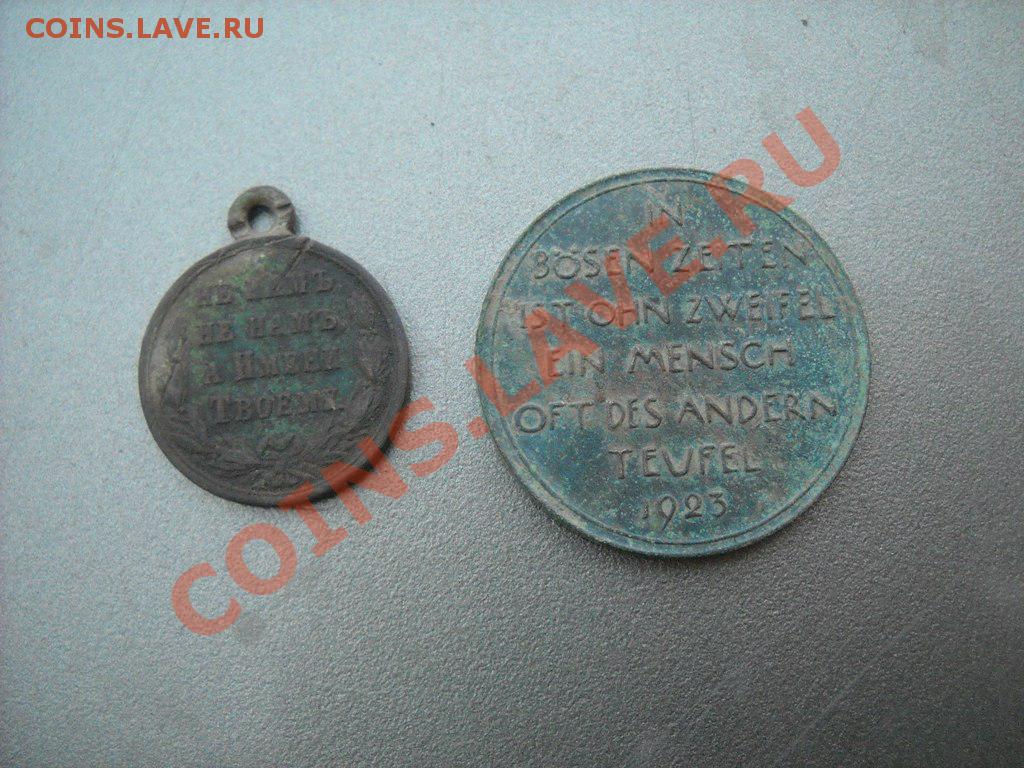 COINS.LAVE.RU
НЕ НАМЪ,
НЕ НАМЪ,
А ИМЕНИ
ТВОЕМУ.
IN
BÖSEN ZEITEN
IST OHN ZWEIFEL
EIN MENSCH
OFT DES ANDERN
TEUFEL
1923
COINS.LAVE.RU